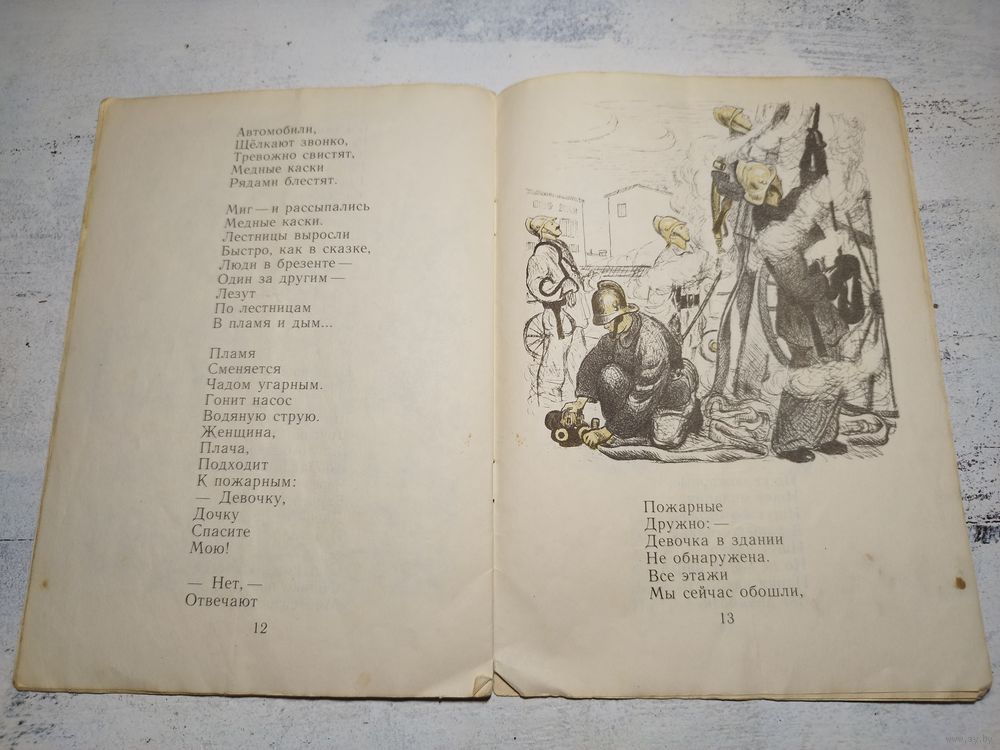 Автомобили,
Щёлкают звонко,
Тревожно свистят,
Медные каски
Рядами блестят.
Миг — и рассыпались
Медные каски.
Лестницы выросли
Быстро, как в сказке,
Люди в брезенте —
Один за другим —
Лезут
По лестницам
В пламя и дым...
Пламя
Сменяется
Чадом угарным.
Гонит насос
Водяную струю.
Женщина,
Плача,
Подходит
К пожарным:
— Девочку,
Дочку
Спасите
Мою!
— Нет, —
Отвечают
12
Пожарные
Дружно: —
Девочка в здании
Не обнаружена.
Все этажи
Мы сейчас обошли,
13
www.ay.by